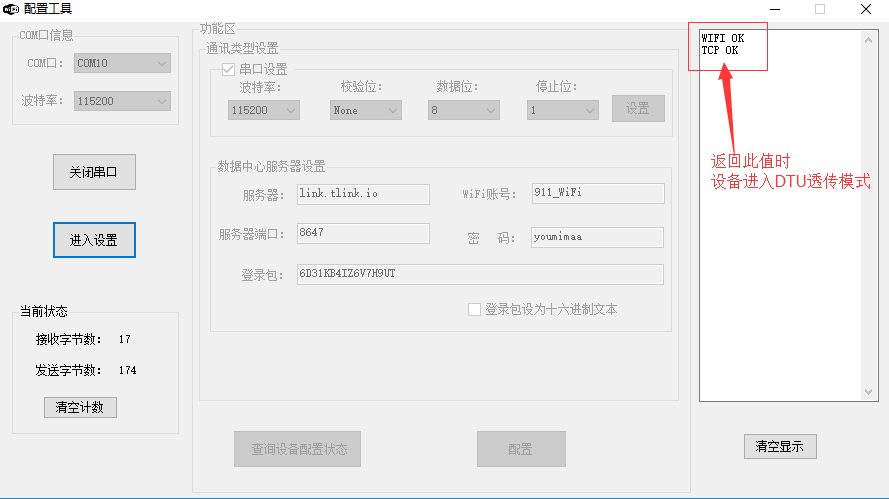 配置工具
COM口信息
COM口： COM10
波特率： 115200
关闭串口
进入设置
当前状态
接收字节数： 17
发送字节数： 174
清空计数
功能区
通讯类型设置
串口设置
波特率： 校验位： 数据位： 停止位：
115200 None 8 1 设置
数据中心服务器设置
服务器： link.tlink.io WiFi账号： 911_WiFi
服务器端口： 8647 密 码： youmimaa
登录包： 6D31KB4IZ6V7H9UT
登录包设为十六进制文本
查询设备配置状态 配置
WIFI OK
TCP OK
返回此值时
设备进入DTU透传模式
清空显示